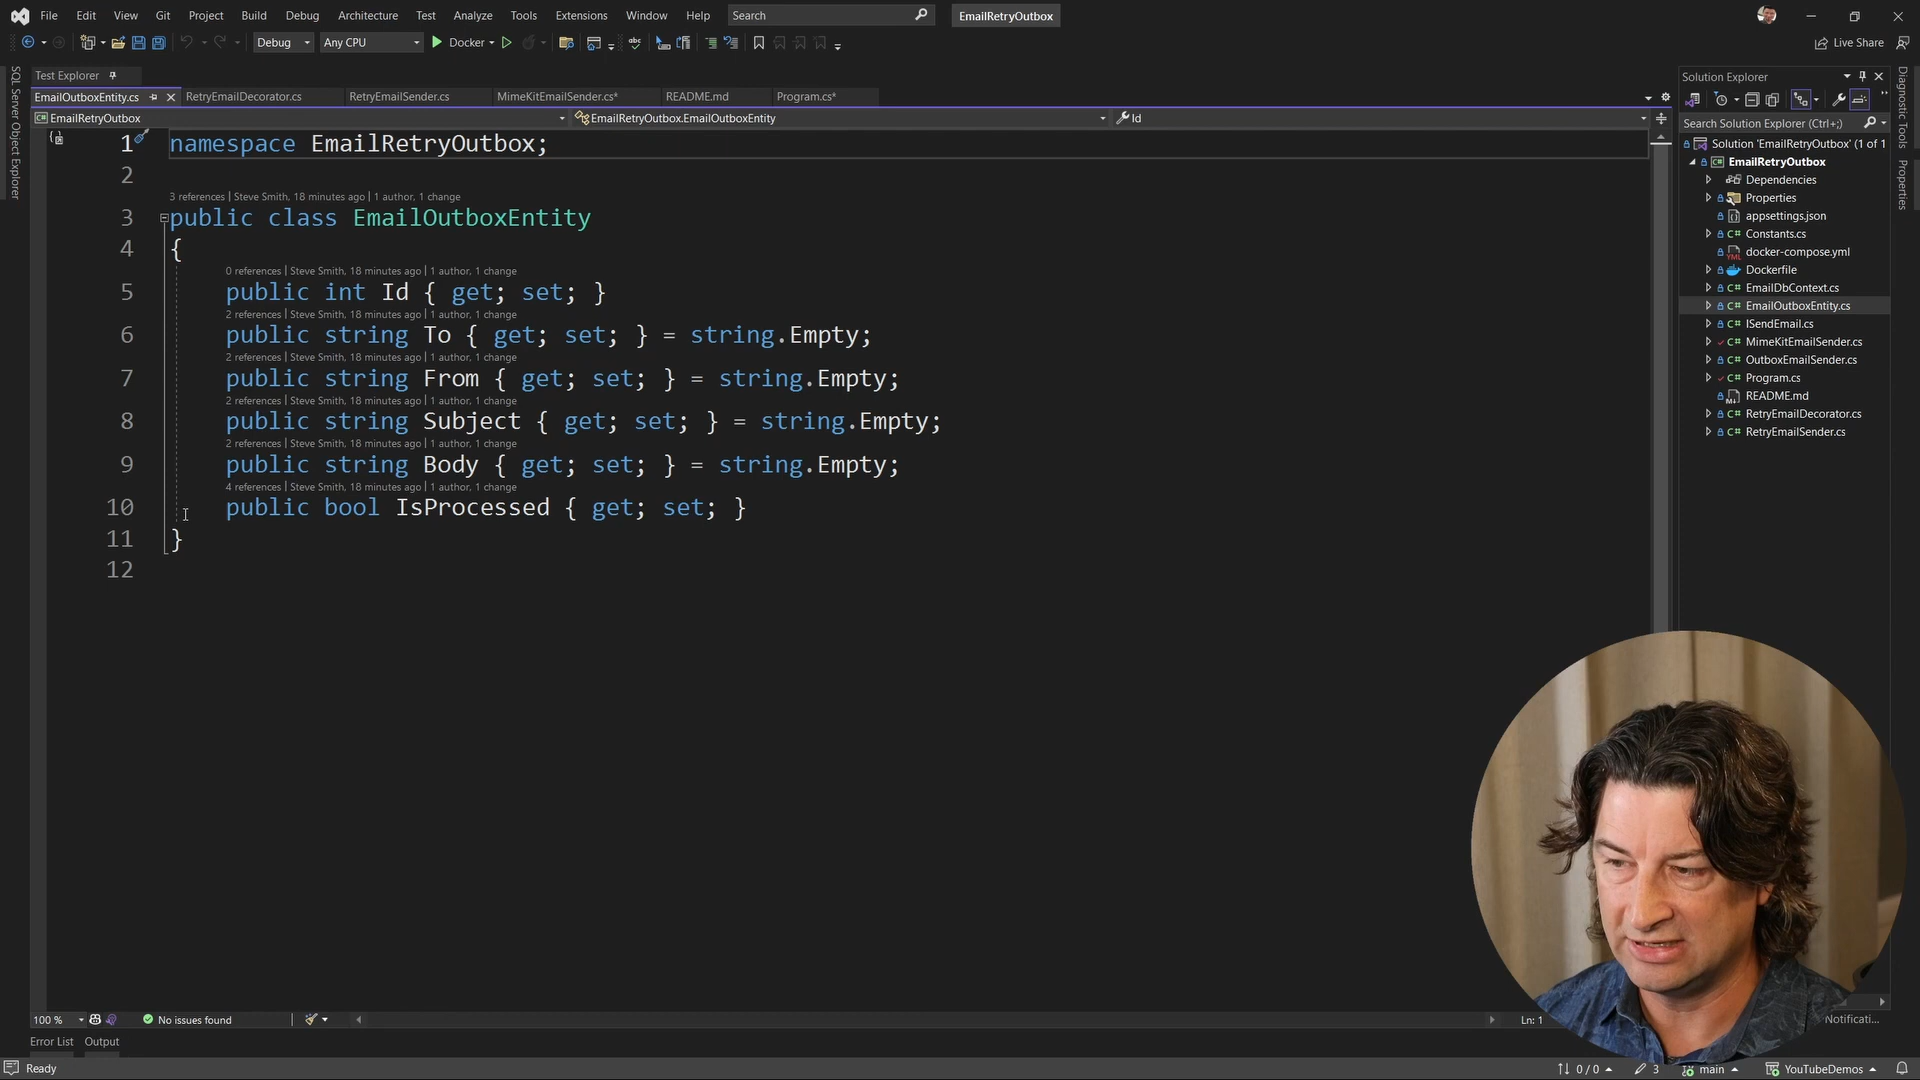 File Edit View Git Project Build Debug Architecture Test Analyze Tools Extensions Window Help Search EmailRetryOutbox
Debug Any CPU Docker Live Share
Test Explorer
EmailOutboxEntity.cs RetryEmailDecorator.cs RetryEmailSender.cs MimeKitEmailSender.cs* README.md Program.cs*
EmailRetryOutbox EmailRetryOutbox.EmailOutboxEntity Id
SQL Server Object Explorer
1 namespace EmailRetryOutbox;
2
3 references | Steve Smith, 18 minutes ago | 1 author, 1 change
3 public class EmailOutboxEntity
4 {
0 references | Steve Smith, 18 minutes ago | 1 author, 1 change
5 public int Id { get; set; }
2 references | Steve Smith, 18 minutes ago | 1 author, 1 change
6 public string To { get; set; } = string.Empty;
2 references | Steve Smith, 18 minutes ago | 1 author, 1 change
7 public string From { get; set; } = string.Empty;
2 references | Steve Smith, 18 minutes ago | 1 author, 1 change
8 public string Subject { get; set; } = string.Empty;
2 references | Steve Smith, 18 minutes ago | 1 author, 1 change
9 public string Body { get; set; } = string.Empty;
4 references | Steve Smith, 18 minutes ago | 1 author, 1 change
10 public bool IsProcessed { get; set; }
11 }
12
Solution Explorer
Search Solution Explorer (Ctrl+;)
Solution 'EmailRetryOutbox' (1 of 1
EmailRetryOutbox
Dependencies
Properties
appsettings.json
Constants.cs
docker-compose.yml
Dockerfile
EmailDbContext.cs
EmailOutboxEntity.cs
ISendEmail.cs
MimeKitEmailSender.cs
OutboxEmailSender.cs
Program.cs
README.md
RetryEmailDecorator.cs
RetryEmailSender.cs
Diagnostic Tools
Properties
100 % No issues found Ln: 1 Notificati...
Error List Output
Ready 0 / 0 3 main YouTubeDemos